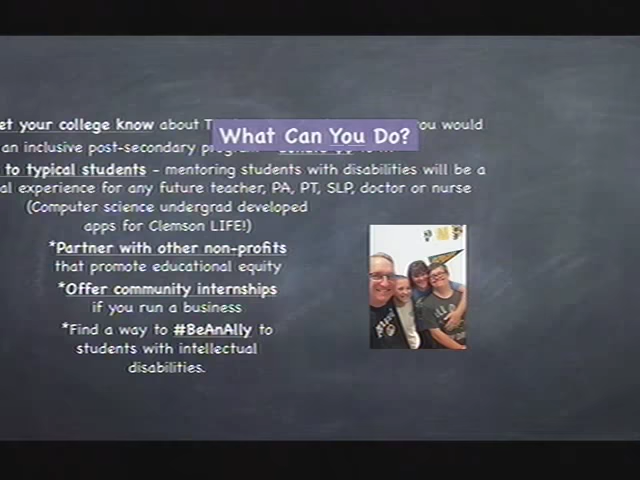 What Can You Do?
et your college know about T ou would
an inclusive post-secondary pro
to typical students – mentoring students with disabilities will be a
al experience for any future teacher, PA, PT, SLP, doctor or nurse
(Computer science undergrad developed
apps for Clemson LIFE!)
*Partner with other non-profits
that promote educational equity
*Offer community internships
if you run a business
*Find a way to #BeAnAlly to
students with intellectual
disabilities.